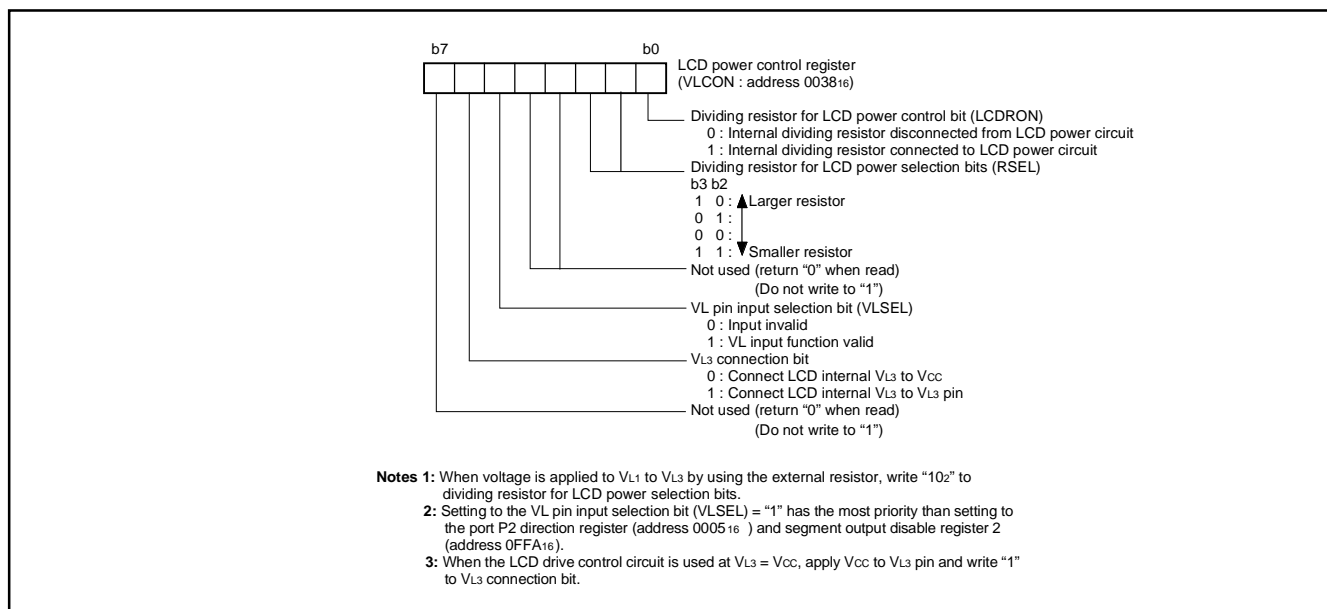 b7 b0
LCD power control register
(VLCON : address 003816)
Dividing resistor for LCD power control bit (LCDRON)
0 : Internal dividing resistor disconnected from LCD power circuit
1 : Internal dividing resistor connected to LCD power circuit
Dividing resistor for LCD power selection bits (RSEL)
b3 b2
1 0 : Larger resistor
0 1 :
0 0 :
1 1 : Smaller resistor
Not used (return “0” when read)
(Do not write to “1”)
VL pin input selection bit (VLSEL)
0 : Input invalid
1 : VL input function valid
VL3 connection bit
0 : Connect LCD internal VL3 to VCC
1 : Connect LCD internal VL3 to VL3 pin
Not used (return “0” when read)
(Do not write to “1”)
Notes 1: When voltage is applied to VL1 to VL3 by using the external resistor, write “102” to
dividing resistor for LCD power selection bits.
2: Setting to the VL pin input selection bit (VLSEL) = “1” has the most priority than setting to
the port P2 direction register (address 000516 ) and segment output disable register 2
(address 0FFA16).
3: When the LCD drive control circuit is used at VL3 = VCC, apply VCC to VL3 pin and write “1”
to VL3 connection bit.